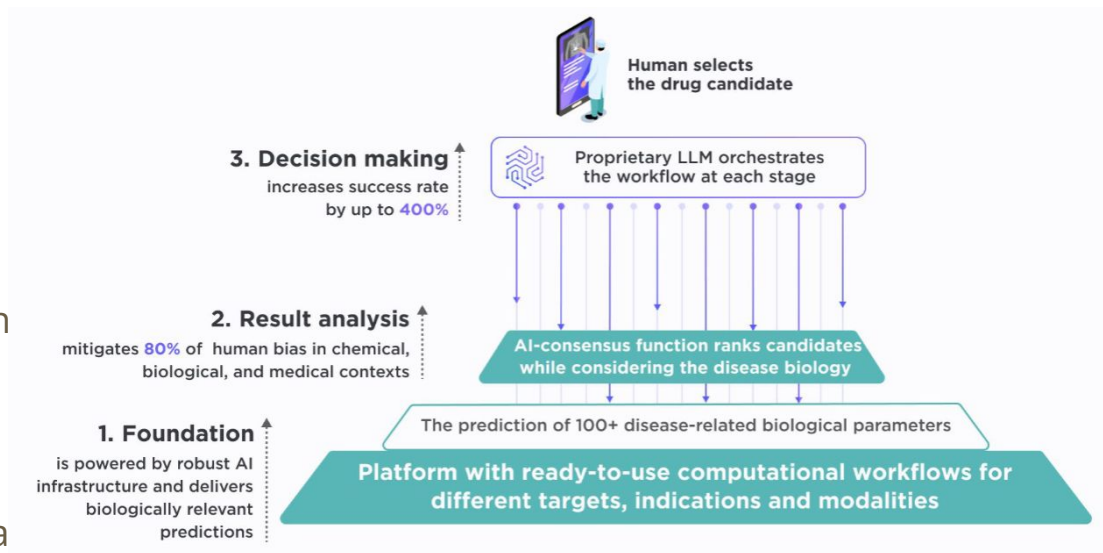 Human selects
the drug candidate
3. Decision making
increases success rate
by up to 400%
Proprietary LLM orchestrates
the workflow at each stage
n
2. Result analysis
mitigates 80% of human bias in chemical,
biological, and medical contexts
AI-consensus function ranks candidates
while considering the disease biology
1. Foundation
is powered by robust AI
infrastructure and delivers
biologically relevant
predictions
The prediction of 100+ disease-related biological parameters
Platform with ready-to-use computational workflows for
different targets, indications and modalities
a